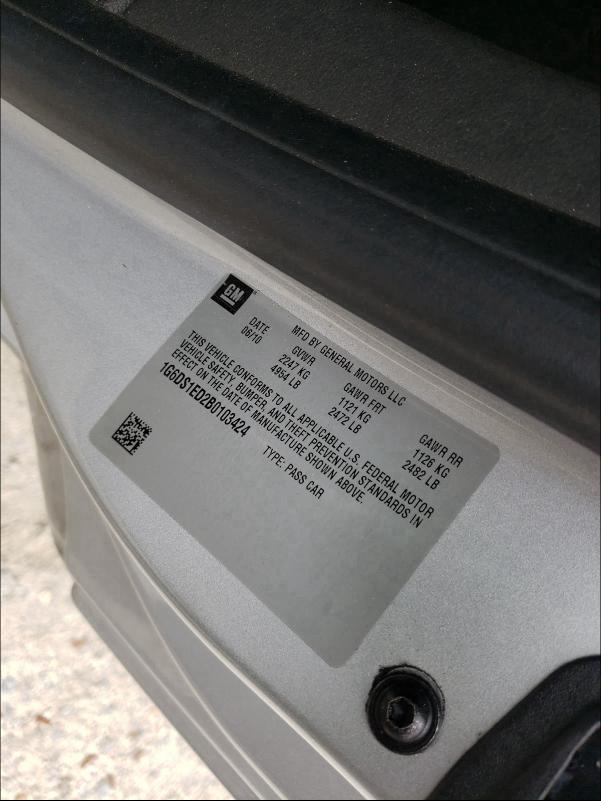 GM
MFD BY GENERAL MOTORS LLC
DATE GVWR GAWR FRT GAWR RR
06/10 2247 KG 1121 KG 1126 KG
4954 LB 2472 LB 2482 LB
THIS VEHICLE CONFORMS TO ALL APPLICABLE U.S. FEDERAL MOTOR
VEHICLE SAFETY, BUMPER, AND THEFT PREVENTION STANDARDS IN
EFFECT ON THE DATE OF MANUFACTURE SHOWN ABOVE.
1G6DS1ED2B0103424 TYPE: PASS CAR